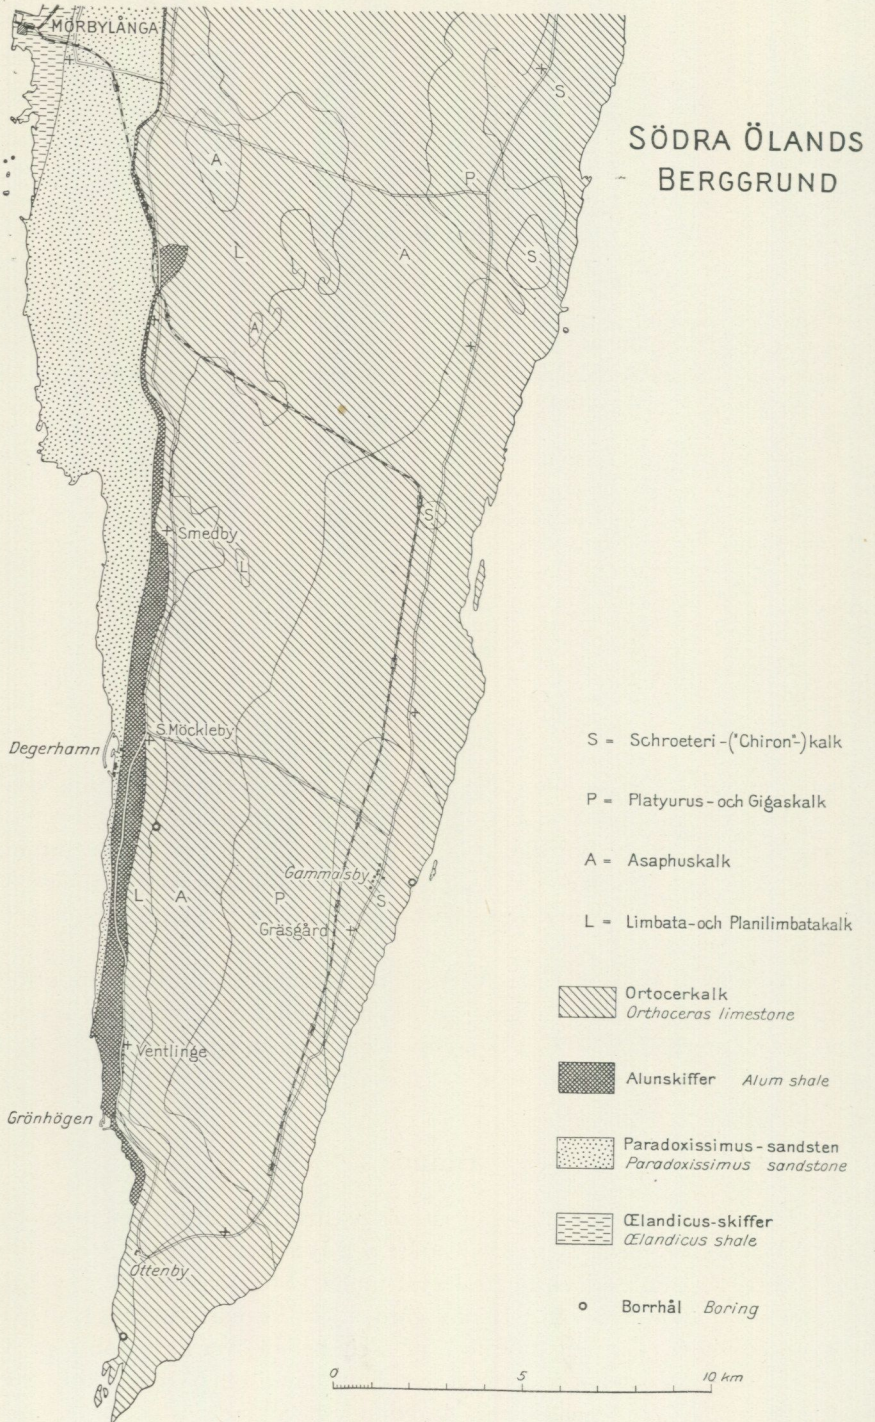 MÖRBYLÅNGA
SÖDRA ÖLANDS
BERGGRUND
S
A
P
L
A
S
L
A
S
Smedby
L
S. Möckleby
Degerhamn
Gammalsby
L
A
P
S
Gräsgård
Ventlinge
Grönhögen
Ottenby
S = Schroeteri-("Chiron"-)kalk
P = Platyurus- och Gigaskalk
A = Asaphuskalk
L = Limbata- och Planilimbatakalk
Ortocerkalk
Orthoceras limestone
Alunskiffer Alum shale
Paradoxissimus-sandsten
Paradoxissimus sandstone
Œlandicus-skiffer
Œlandicus shale
Borrhål Boring
0 5 10 km